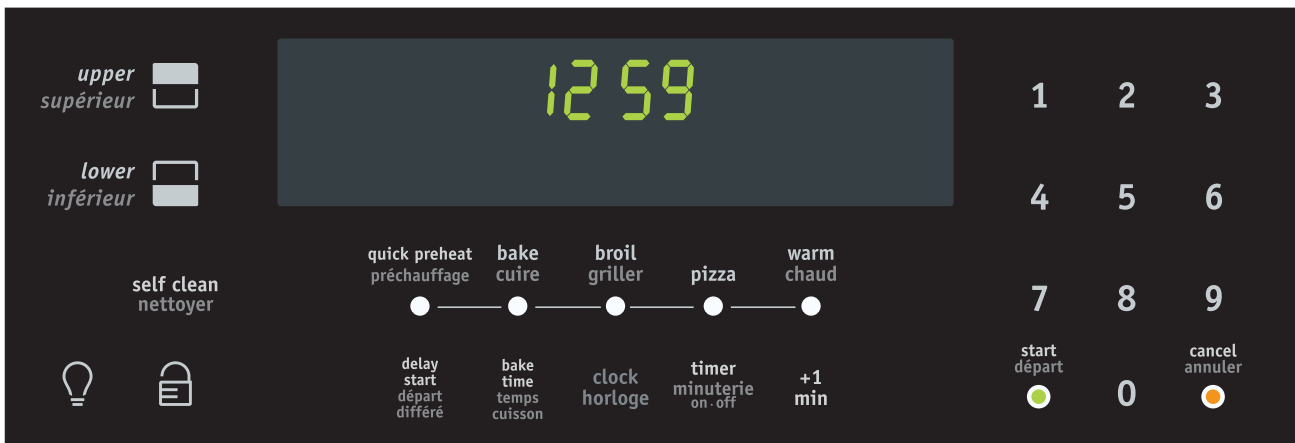 upper
supérieur
lower
inférieur
self clean
nettoyer
12 59
quick preheat
préchauffage
bake
cuire
broil
griller
pizza
warm
chaud
delay
start
départ
différé
bake
time
temps
cuisson
clock
horloge
timer
minuterie
on·off
+1
min
1 2 3
4 5 6
7 8 9
start
départ
0
cancel
annuler